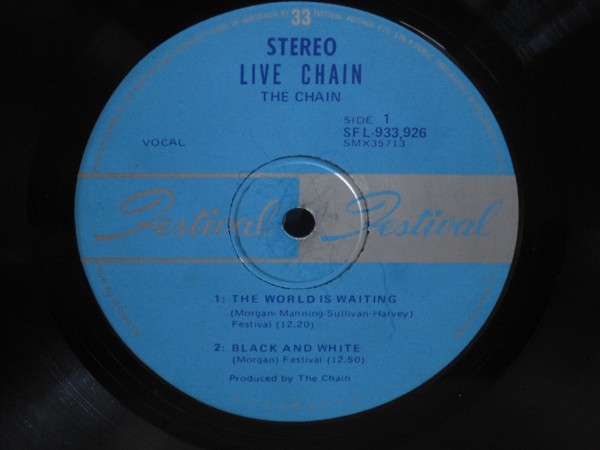 33
STEREO
LIVE CHAIN
THE CHAIN
SIDE 1
VOCAL
SFL-933,926
SMX35713
Festival Festival
1: THE WORLD IS WAITING
(Morgan-Manning-Sullivan-Harvey)
Festival (12.20)
2: BLACK AND WHITE
(Morgan) Festival (12.50)
Produced by The Chain